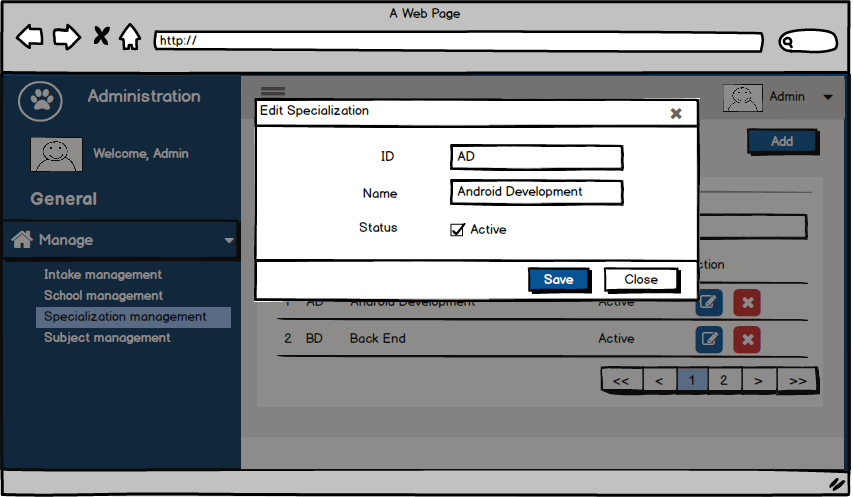 A Web Page
http://
Administration
Admin
Welcome, Admin
General
Manage
Intake management
School management
Specialization management
Subject management
Edit Specialization
ID AD
Name Android Development
Status Active
Save Close
Add
1 AD Android Development Active
2 BD Back End Active
<< < 1 2 > >>